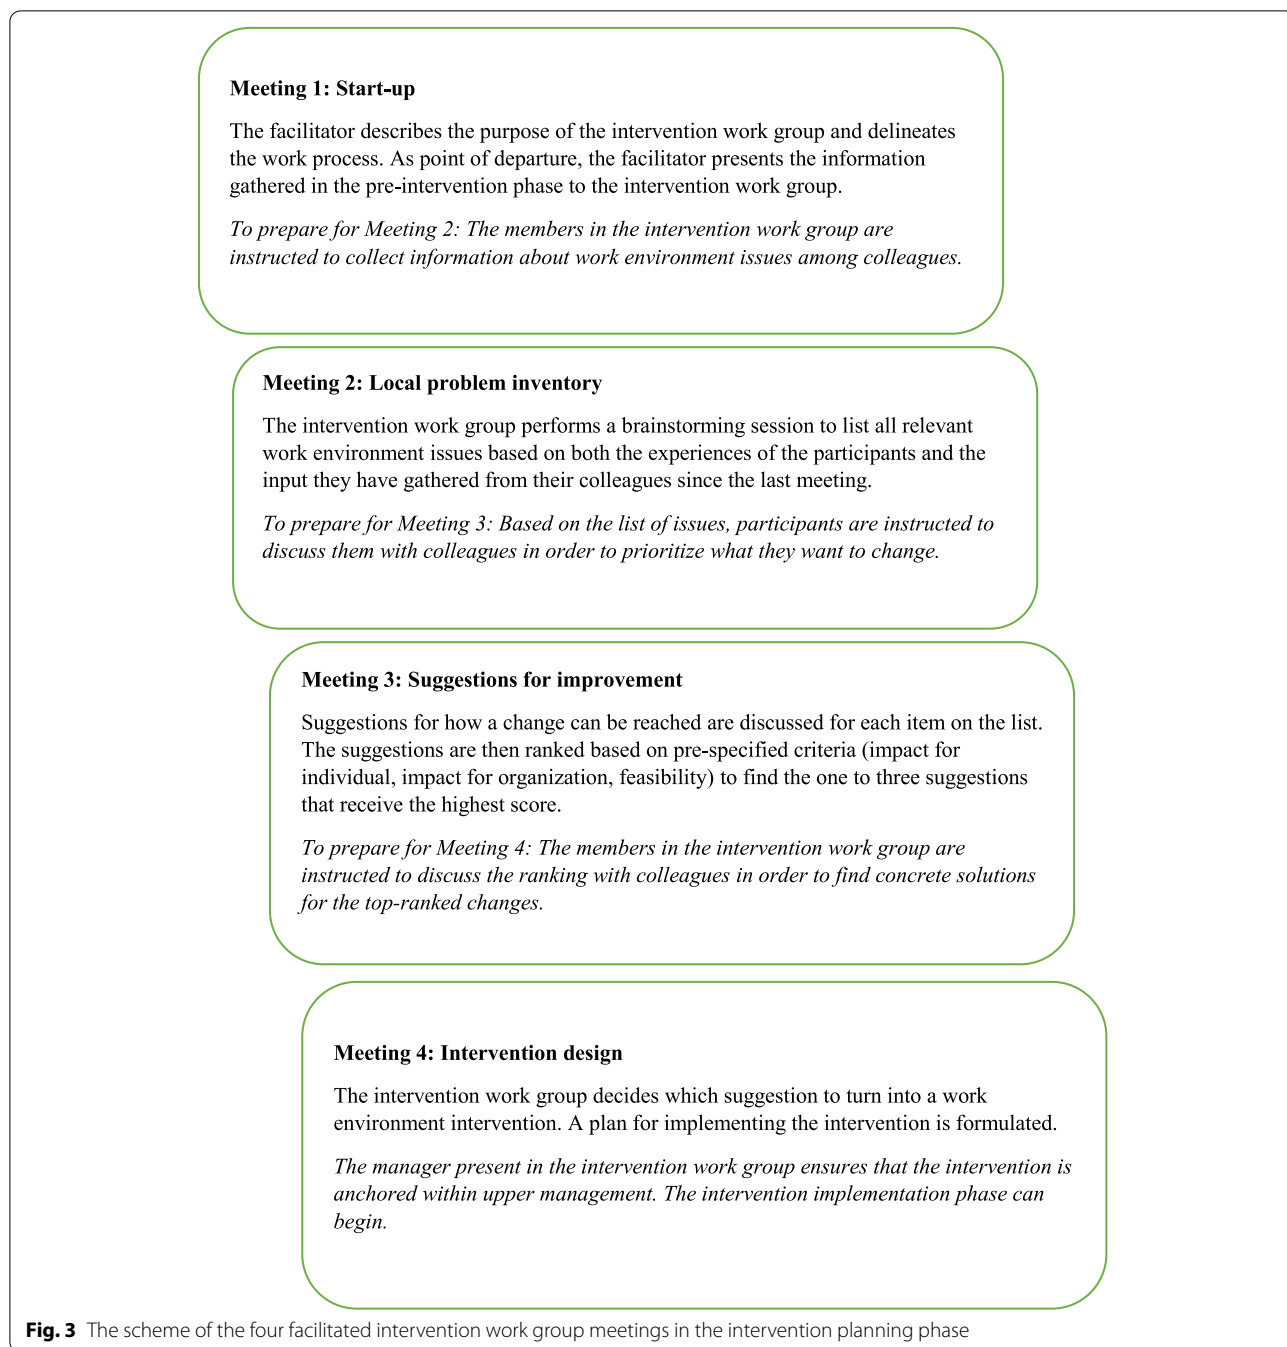 Meeting 1: Start-up
The facilitator describes the purpose of the intervention work group and delineates
the work process. As point of departure, the facilitator presents the information
gathered in the pre-intervention phase to the intervention work group.
To prepare for Meeting 2: The members in the intervention work group are
instructed to collect information about work environment issues among colleagues.
Meeting 2: Local problem inventory
The intervention work group performs a brainstorming session to list all relevant
work environment issues based on both the experiences of the participants and the
input they have gathered from their colleagues since the last meeting.
To prepare for Meeting 3: Based on the list of issues, participants are instructed to
discuss them with colleagues in order to prioritize what they want to change.
Meeting 3: Suggestions for improvement
Suggestions for how a change can be reached are discussed for each item on the list.
The suggestions are then ranked based on pre-specified criteria (impact for
individual, impact for organization, feasibility) to find the one to three suggestions
that receive the highest score.
To prepare for Meeting 4: The members in the intervention work group are
instructed to discuss the ranking with colleagues in order to find concrete solutions
for the top-ranked changes.
Meeting 4: Intervention design
The intervention work group decides which suggestion to turn into a work
environment intervention. A plan for implementing the intervention is formulated.
The manager present in the intervention work group ensures that the intervention is
anchored within upper management. The intervention implementation phase can
begin.
Fig. 3 The scheme of the four facilitated intervention work group meetings in the intervention planning phase